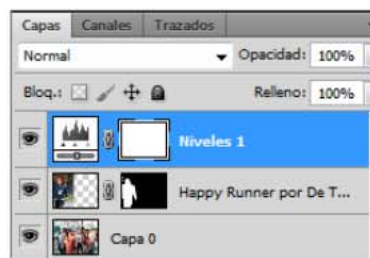 Capas Canales Trazados
Normal Opacidad: 100%
Bloq.: Relleno: 100%
Niveles 1
Happy Runner por De T...
Capa 0